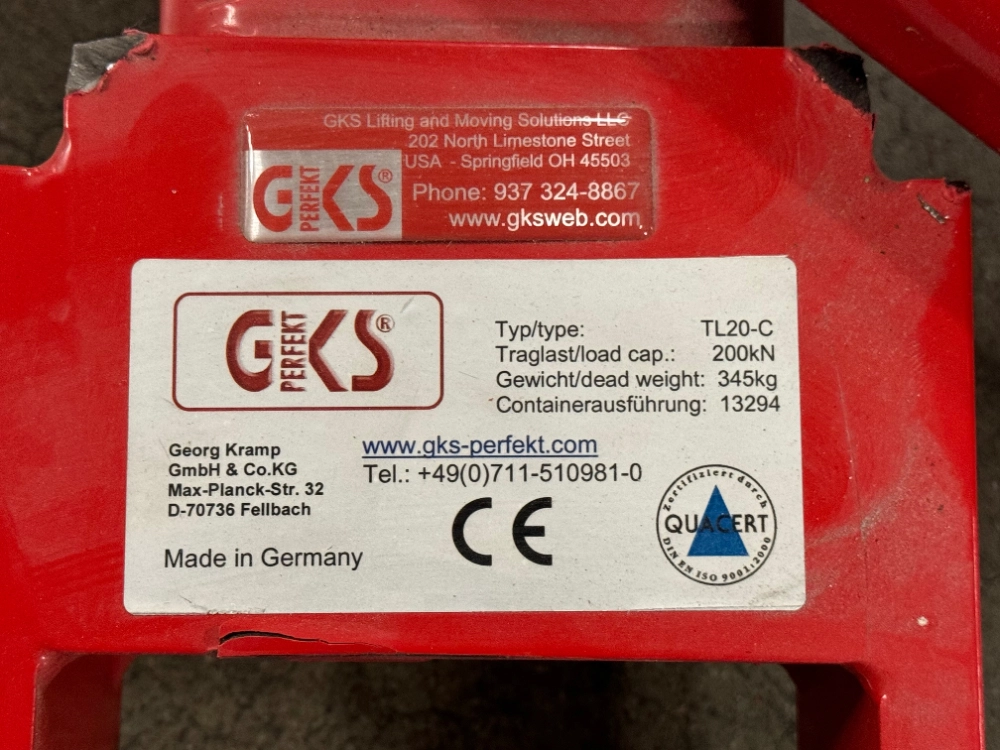 GKS Lifting and Moving Solutions LLC
202 North Limestone Street
USA - Springfield OH 45503
Phone: 937 324-8867
www.gksweb.com
GKS®
PERFEKT
GKS®
PERFEKT
Typ/type: TL20-C
Traglast/load cap.: 200kN
Gewicht/dead weight: 345kg
Containerausführung: 13294
Georg Kramp
GmbH & Co.KG
Max-Planck-Str. 32
D-70736 Fellbach
www.gks-perfekt.com
Tel.: +49(0)711-510981-0
Made in Germany
CE
Zertifiziert durch
QUACERT
DIN EN ISO 9001:2000